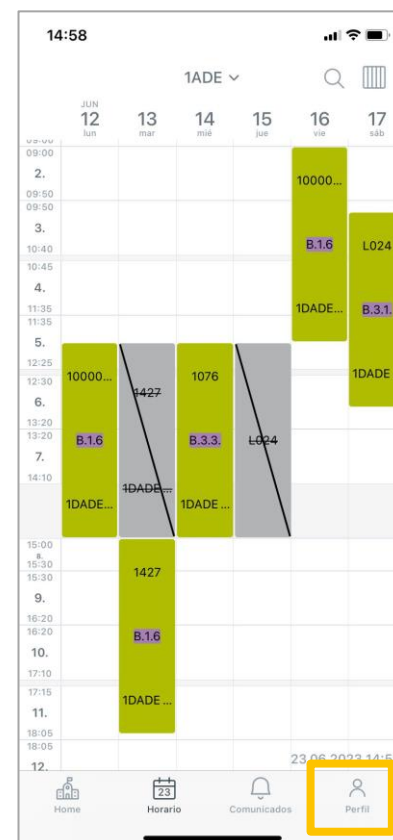 14:58
1ADE
JUN
12 13 14 15 16 17
lun mar mié jue vie sáb
09:00
2.
09:50
09:50
3.
10:40
10:45
4.
11:35
11:35
5.
12:25
12:30
6.
13:20
13:20
7.
14:10
15:00
8.
15:30
15:30
9.
16:20
16:20
10.
17:10
17:15
11.
18:05
18:05
12.
10000...
B.1.6
1DADE ...
1427
1DADE ...
1427
B.1.6
1DADE ...
1076
B.3.3.
1DADE ...
L024
10000...
B.1.6
1DADE...
L024
B.3.1.
1DADE
23.06.2023 14:5
23
Home Horario Comunicados Perfil